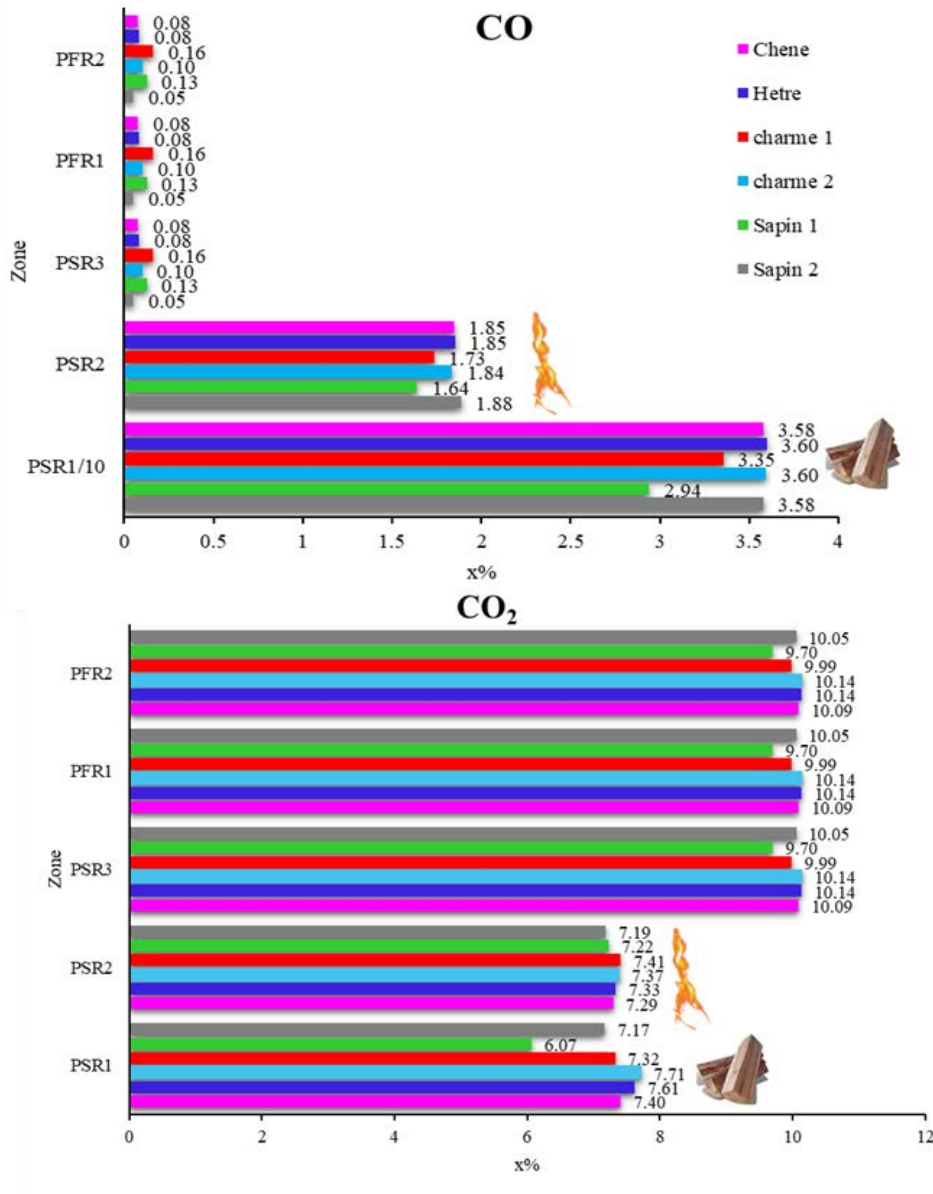 CO
Chene
Hetre
charme 1
charme 2
Sapin 1
Sapin 2
Zone
PFR2
0.08
0.08
0.16
0.10
0.13
0.05
PFR1
0.08
0.08
0.16
0.10
0.13
0.05
PSR3
0.08
0.08
0.16
0.10
0.13
0.05
PSR2
1.85
1.85
1.73
1.84
1.64
1.88
PSR1/10
3.58
3.60
3.35
3.60
2.94
3.58
0 0.5 1 1.5 2 2.5 3 3.5 4
x%
CO₂
Zone
PFR2
10.05
9.70
9.99
10.14
10.14
10.09
PFR1
10.05
9.70
9.99
10.14
10.14
10.09
PSR3
10.05
9.70
9.99
10.14
10.14
10.09
PSR2
7.19
7.22
7.41
7.37
7.33
7.29
PSR1
7.17
6.07
7.32
7.71
7.61
7.40
0 2 4 6 8 10 12
x%